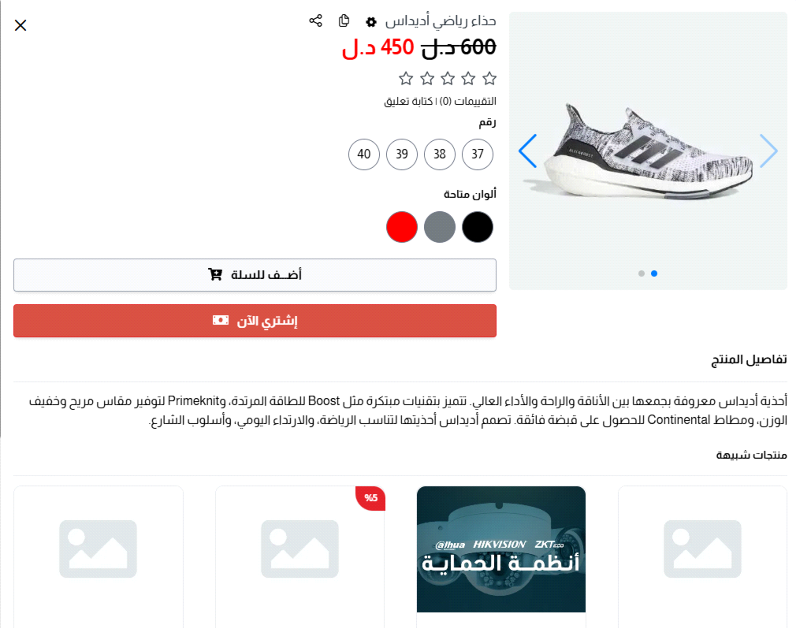 حذاء رياضي أديداس
600 د.ل 450 د.ل
التقييمات (0) | كتابة تعليق
رقم
37 38 39 40
ألوان متاحة
أضـف للسلة
إشتري الآن
تفاصيل المنتج
أحذية أديداس معروفة بجمعها بين الأناقة والراحة والأداء العالي. تتميز بتقنيات مبتكرة مثل Boost للطاقة المرتدة، وPrimeknit لتوفير مقاس مريح وخفيف
الوزن، ومطاط Continental للحصول على قبضة فائقة. تصمم أديداس أحذيتها لتناسب الرياضة، والارتداء اليومي، وأسلوب الشارع.
منتجات شبيهة
alhua HIKVISION ZKTeco
أنظمة الحماية
%5